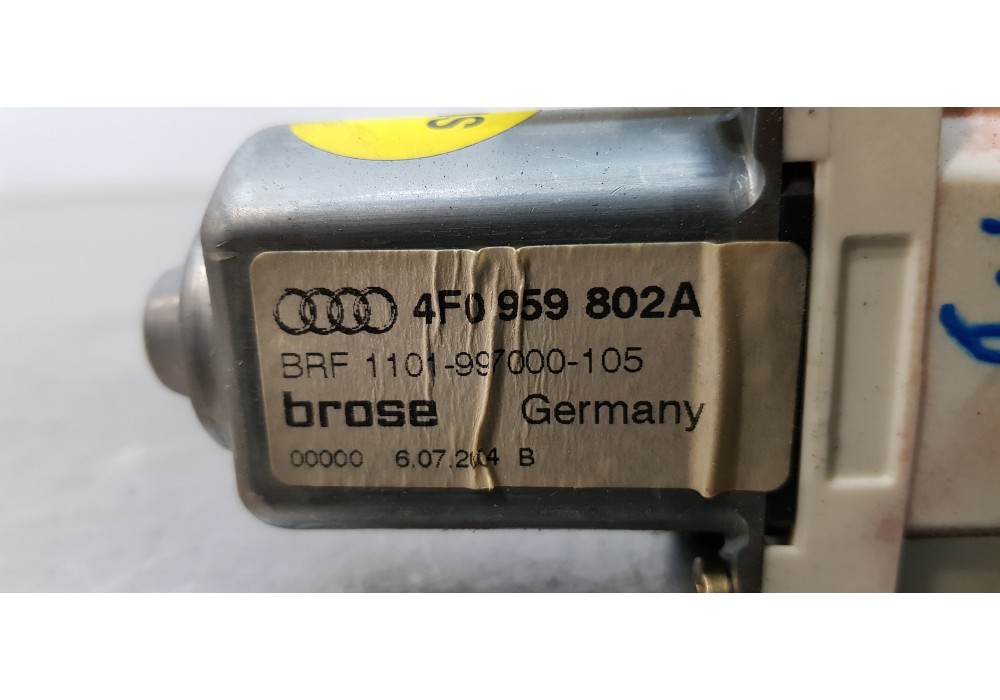 4F0 959 802A
BRF 1101-997000-105
brose Germany
00000 6.07.2004 B